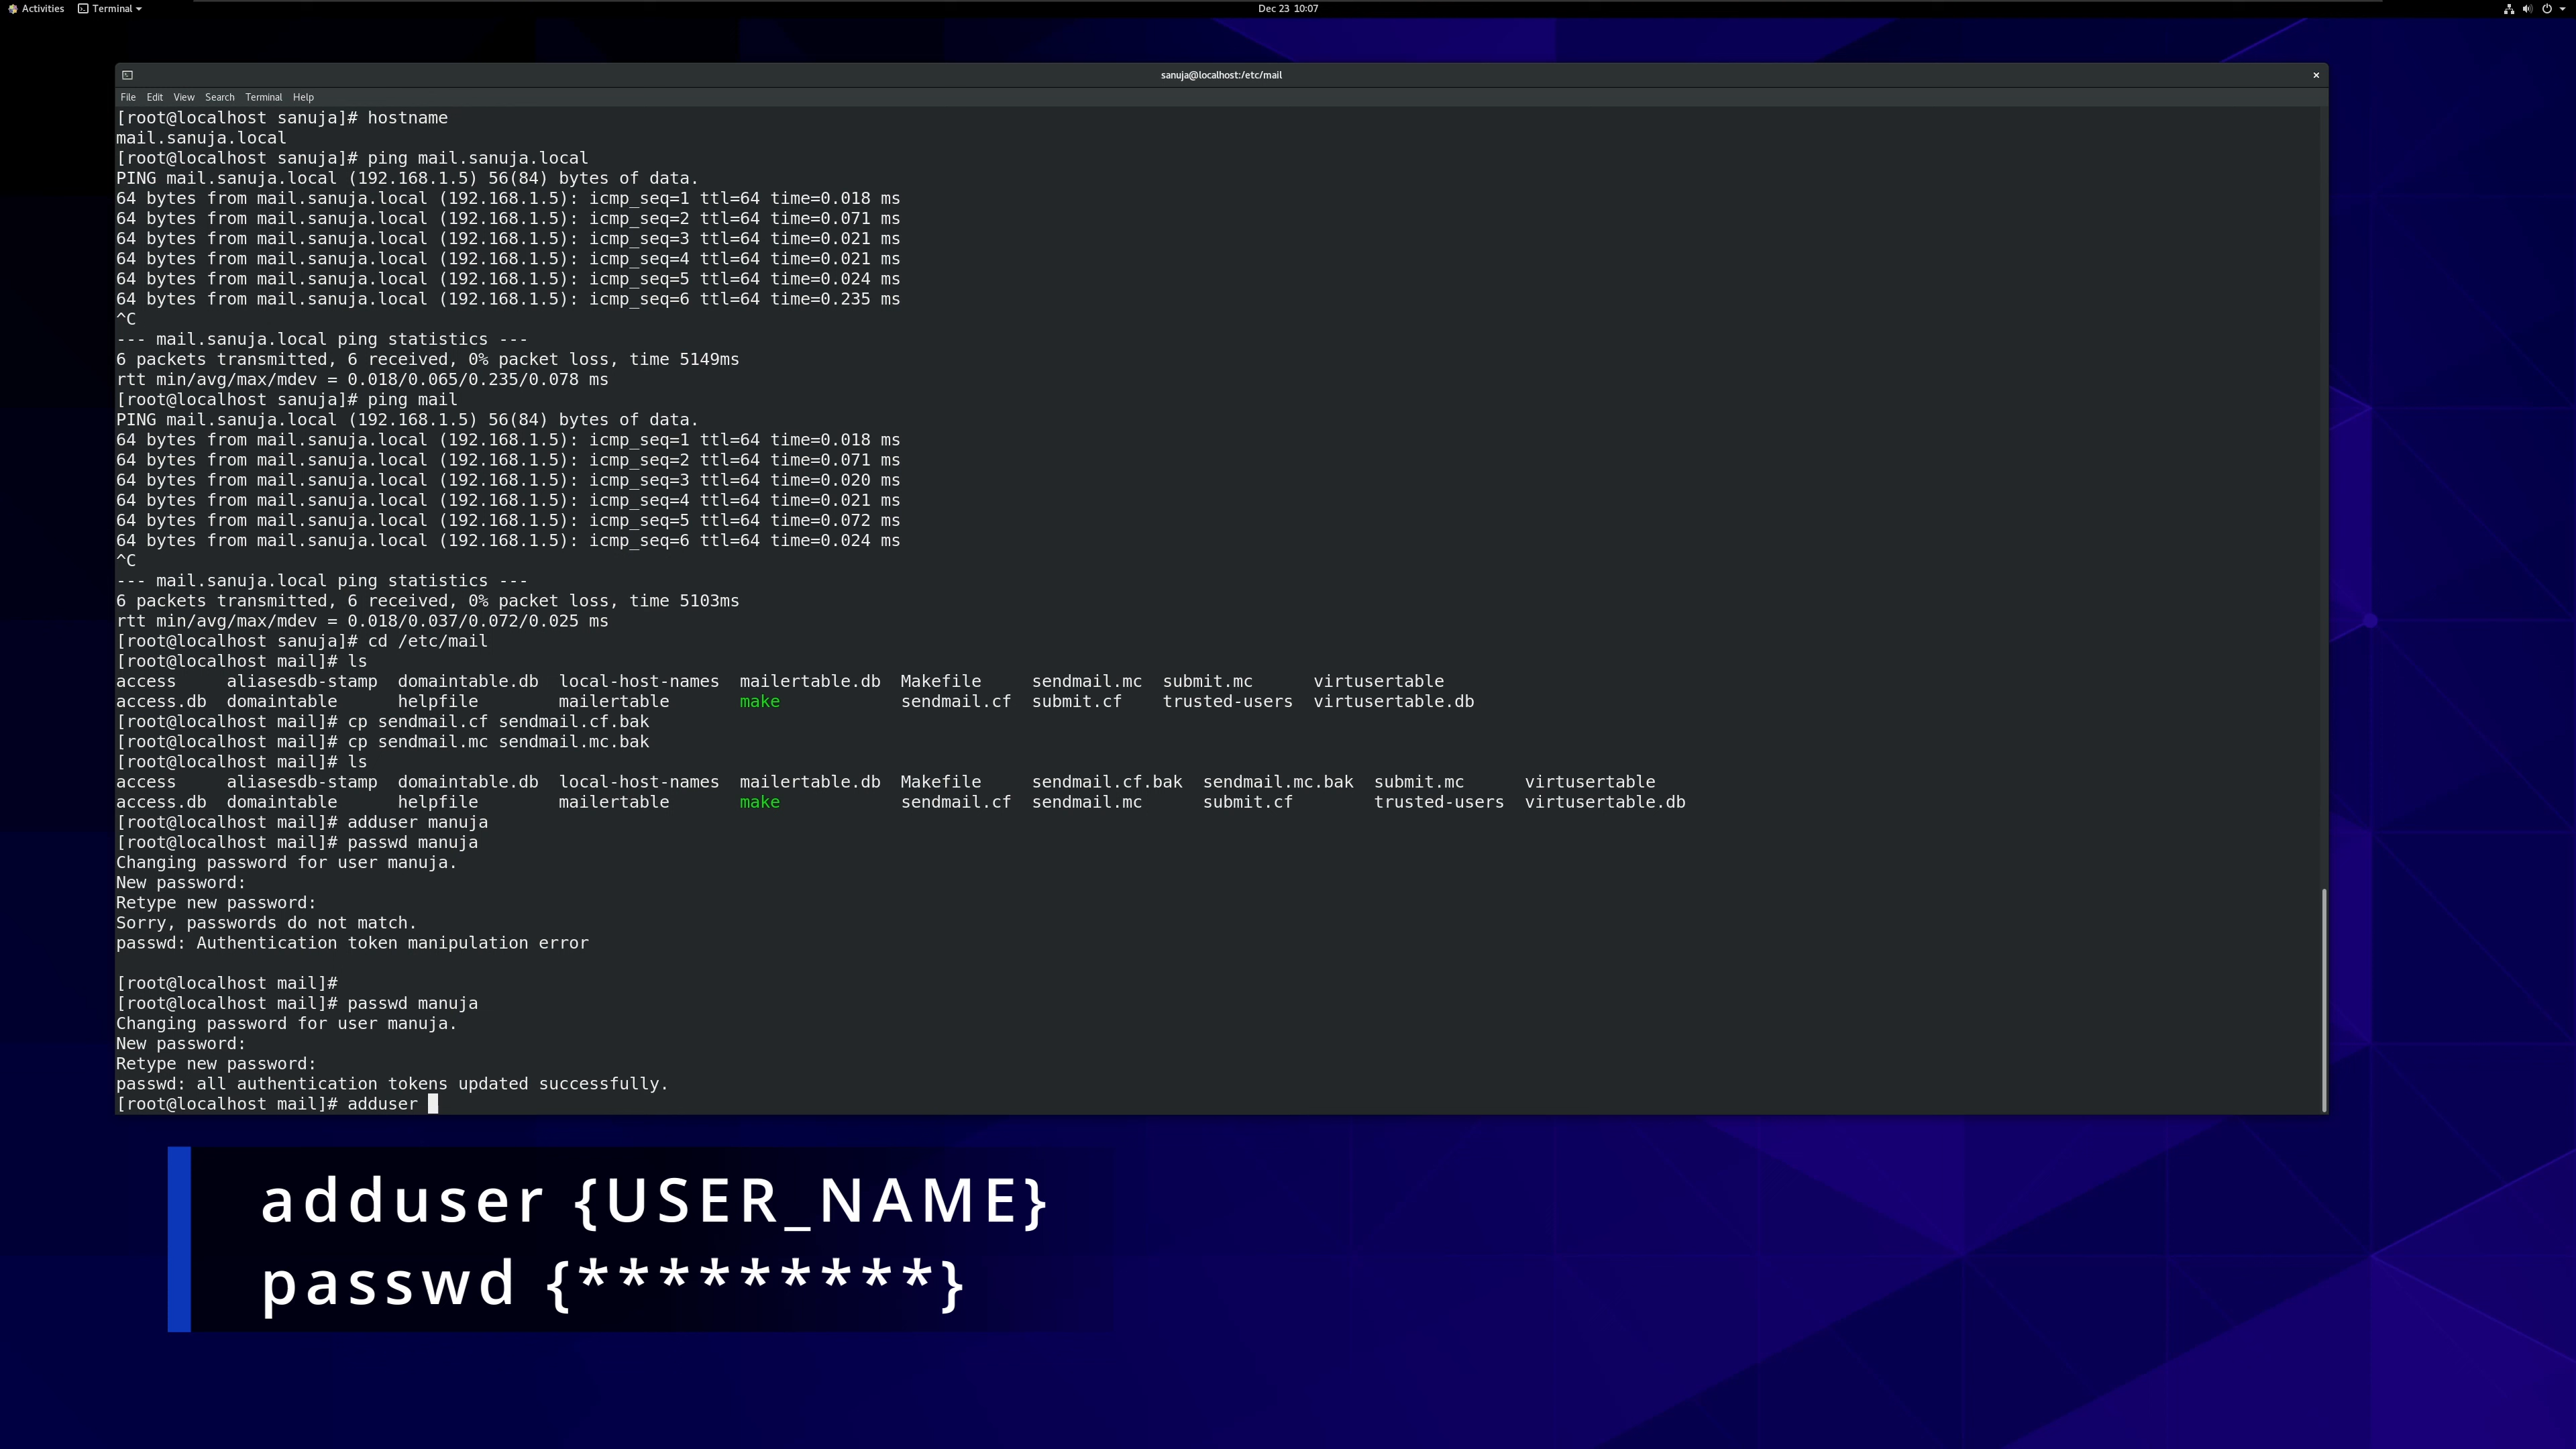 Activities Terminal Dec 23 10:07
sanuja@localhost:/etc/mail
File Edit View Search Terminal Help
[root@localhost sanuja]# hostname
mail.sanuja.local
[root@localhost sanuja]# ping mail.sanuja.local
PING mail.sanuja.local (192.168.1.5) 56(84) bytes of data.
64 bytes from mail.sanuja.local (192.168.1.5): icmp_seq=1 ttl=64 time=0.018 ms
64 bytes from mail.sanuja.local (192.168.1.5): icmp_seq=2 ttl=64 time=0.071 ms
64 bytes from mail.sanuja.local (192.168.1.5): icmp_seq=3 ttl=64 time=0.021 ms
64 bytes from mail.sanuja.local (192.168.1.5): icmp_seq=4 ttl=64 time=0.021 ms
64 bytes from mail.sanuja.local (192.168.1.5): icmp_seq=5 ttl=64 time=0.024 ms
64 bytes from mail.sanuja.local (192.168.1.5): icmp_seq=6 ttl=64 time=0.235 ms
^C
--- mail.sanuja.local ping statistics ---
6 packets transmitted, 6 received, 0% packet loss, time 5149ms
rtt min/avg/max/mdev = 0.018/0.065/0.235/0.078 ms
[root@localhost sanuja]# ping mail
PING mail.sanuja.local (192.168.1.5) 56(84) bytes of data.
64 bytes from mail.sanuja.local (192.168.1.5): icmp_seq=1 ttl=64 time=0.018 ms
64 bytes from mail.sanuja.local (192.168.1.5): icmp_seq=2 ttl=64 time=0.071 ms
64 bytes from mail.sanuja.local (192.168.1.5): icmp_seq=3 ttl=64 time=0.020 ms
64 bytes from mail.sanuja.local (192.168.1.5): icmp_seq=4 ttl=64 time=0.021 ms
64 bytes from mail.sanuja.local (192.168.1.5): icmp_seq=5 ttl=64 time=0.072 ms
64 bytes from mail.sanuja.local (192.168.1.5): icmp_seq=6 ttl=64 time=0.024 ms
^C
--- mail.sanuja.local ping statistics ---
6 packets transmitted, 6 received, 0% packet loss, time 5103ms
rtt min/avg/max/mdev = 0.018/0.037/0.072/0.025 ms
[root@localhost sanuja]# cd /etc/mail
[root@localhost mail]# ls
access aliasesdb-stamp domaintable.db local-host-names mailertable.db Makefile sendmail.mc submit.mc virtusertable
access.db domaintable helpfile mailertable make sendmail.cf submit.cf trusted-users virtusertable.db
[root@localhost mail]# cp sendmail.cf sendmail.cf.bak
[root@localhost mail]# cp sendmail.mc sendmail.mc.bak
[root@localhost mail]# ls
access aliasesdb-stamp domaintable.db local-host-names mailertable.db Makefile sendmail.cf.bak sendmail.mc.bak submit.mc virtusertable
access.db domaintable helpfile mailertable make sendmail.cf sendmail.mc submit.cf trusted-users virtusertable.db
[root@localhost mail]# adduser manuja
[root@localhost mail]# passwd manuja
Changing password for user manuja.
New password:
Retype new password:
Sorry, passwords do not match.
passwd: Authentication token manipulation error
[root@localhost mail]#
[root@localhost mail]# passwd manuja
Changing password for user manuja.
New password:
Retype new password:
passwd: all authentication tokens updated successfully.
[root@localhost mail]# adduser
adduser {USER_NAME}
passwd {*********}